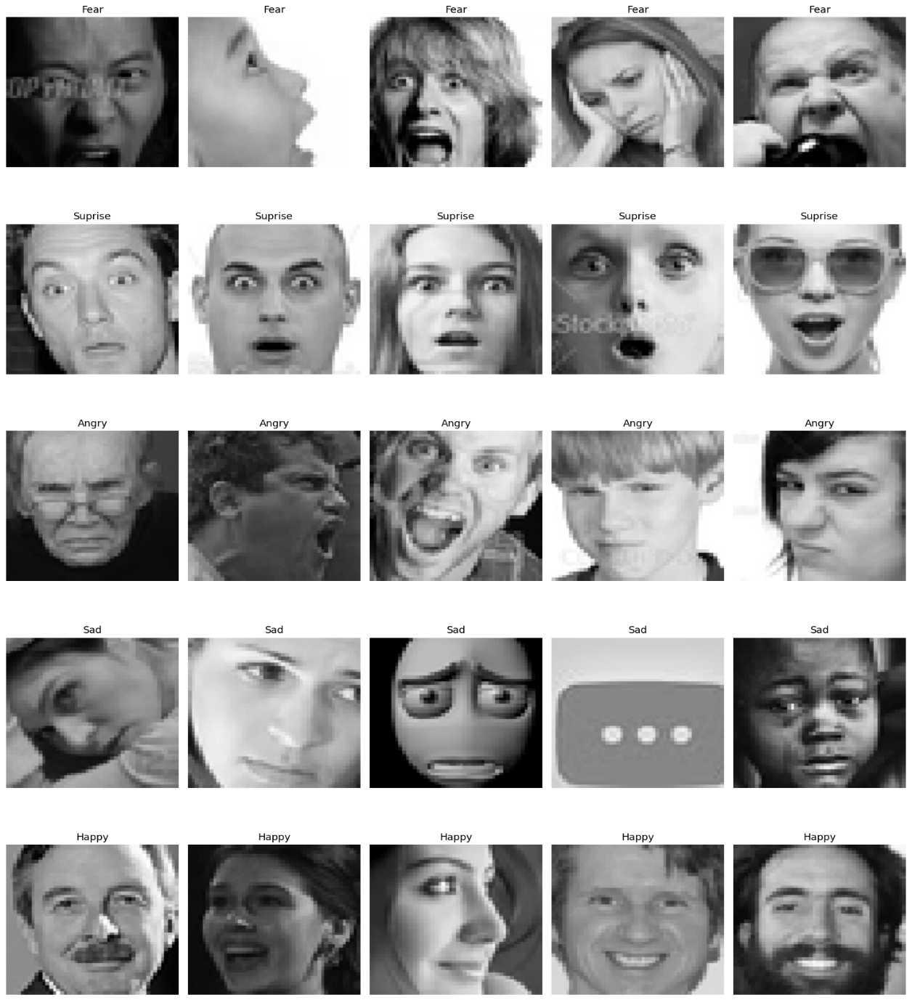 Fear Fear Fear Fear Fear
Suprise Suprise Suprise Suprise Suprise
Stock
Angry Angry Angry Angry Angry
Sad Sad Sad Sad Sad
Happy Happy Happy Happy Happy